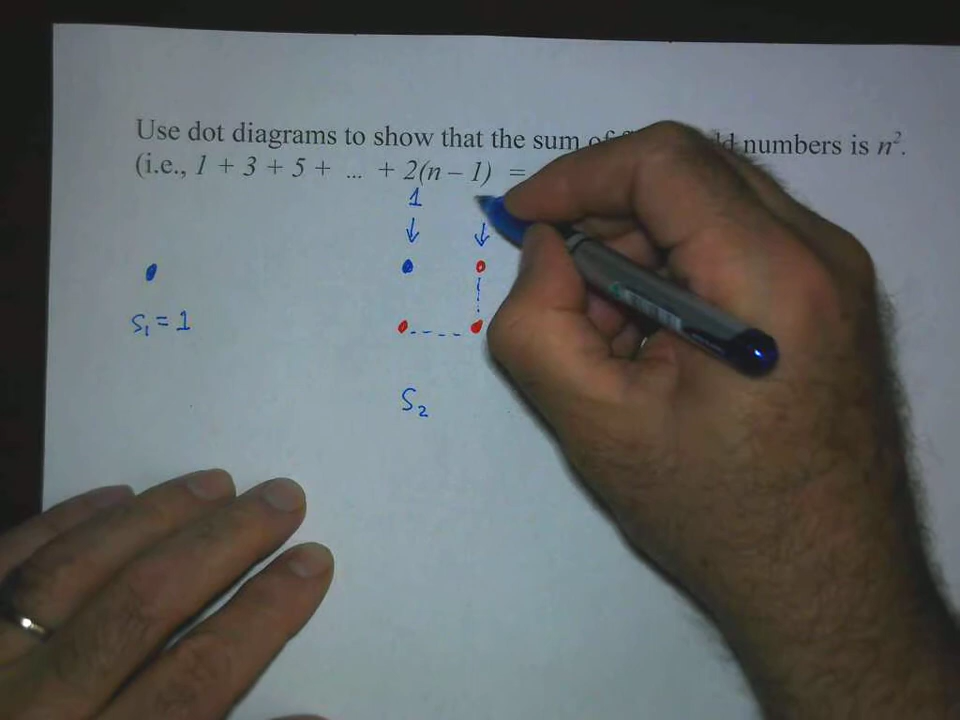 Use dot diagrams to show that the sum numbers is n².
(i.e., 1 + 3 + 5 + ... + 2(n – 1) =
1
S₁ = 1
S₂